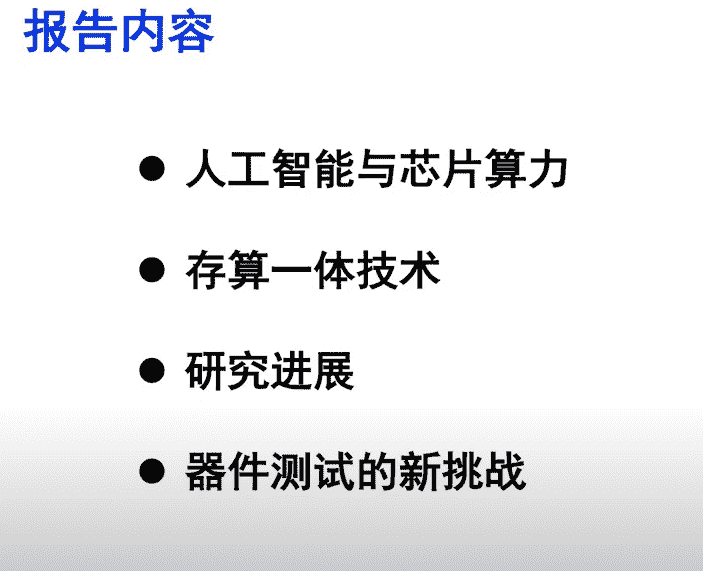 报告内容
● 人工智能与芯片算力
● 存算一体技术
● 研究进展
● 器件测试的新挑战